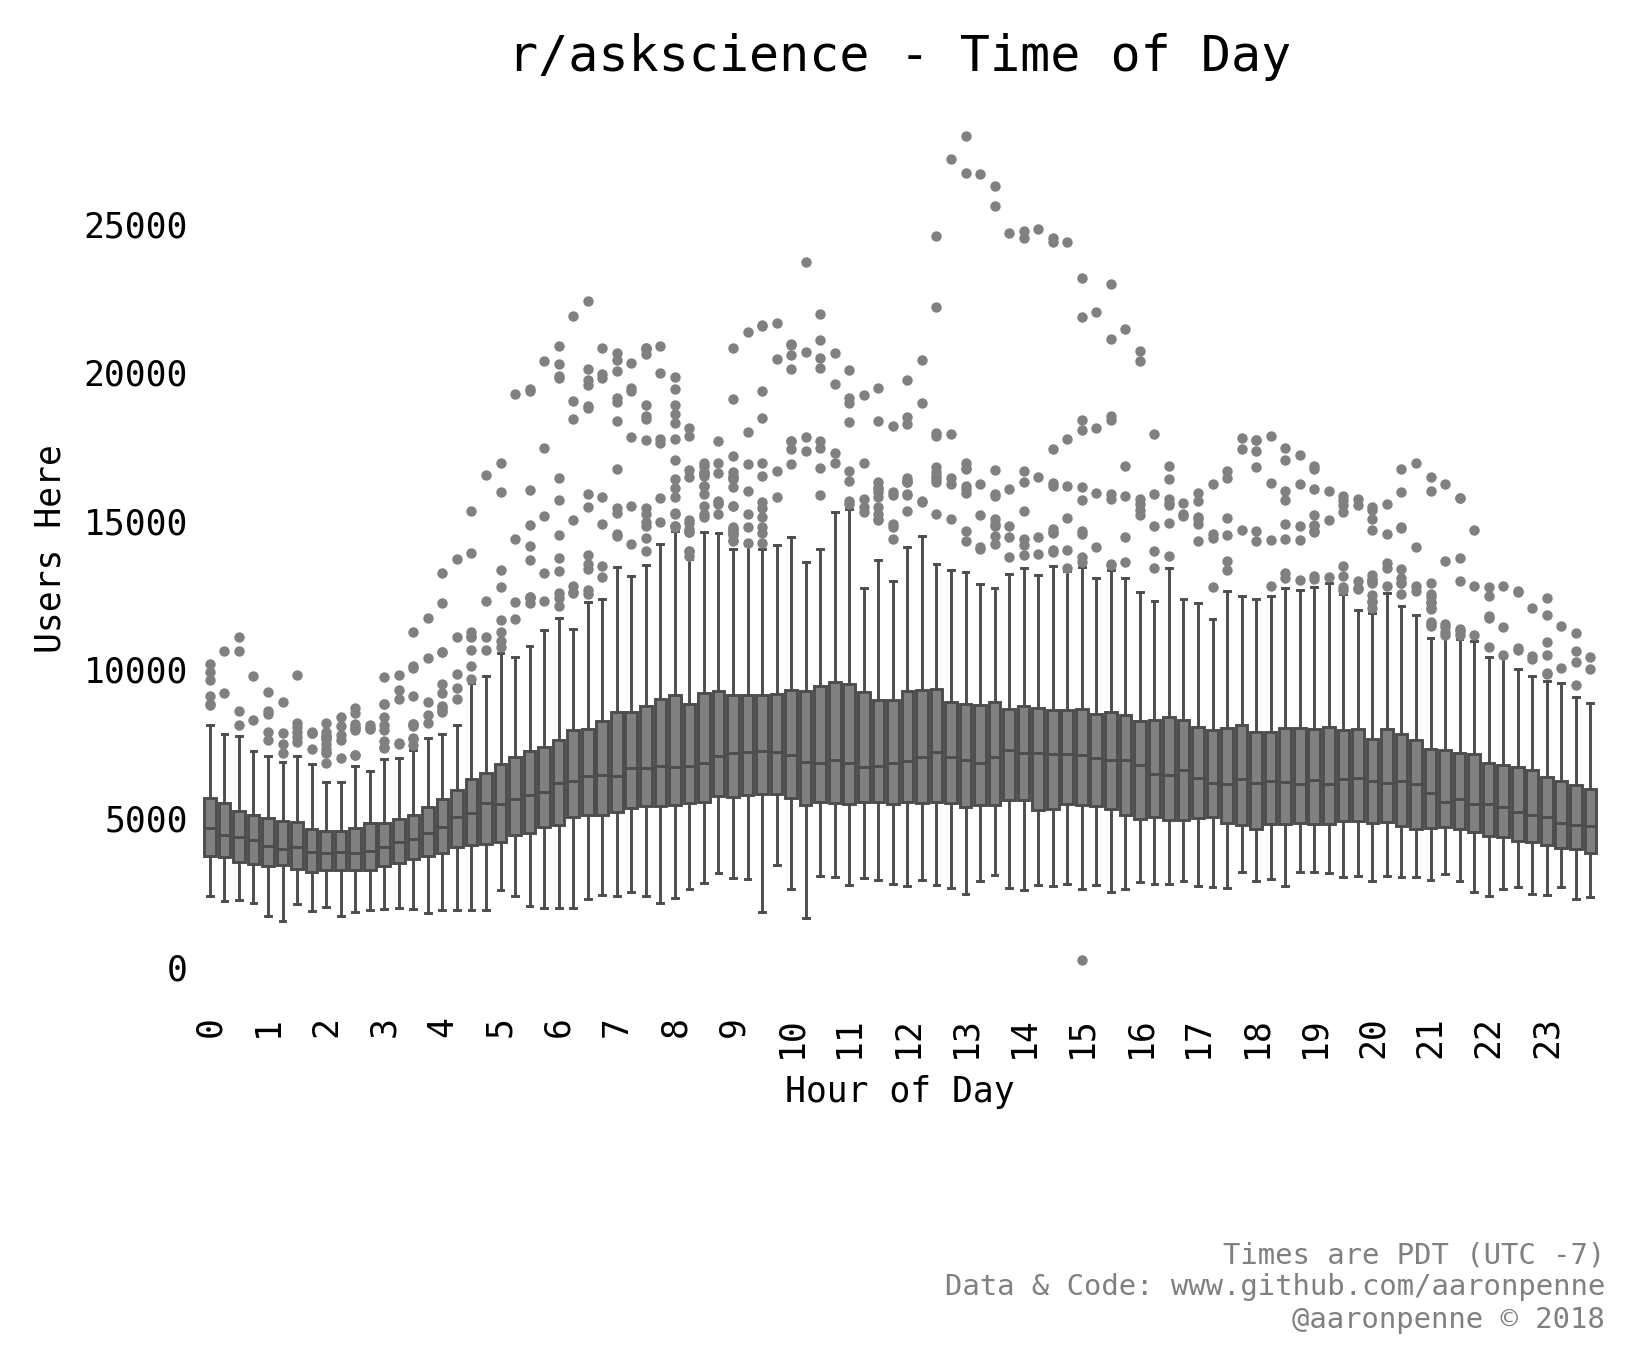 r/askscience - Time of Day
Users Here
25000
20000
15000
10000
5000
0
0 1 2 3 4 5 6 7 8 9 10 11 12 13 14 15 16 17 18 19 20 21 22 23
Hour of Day
Times are PDT (UTC -7)
Data & Code: www.github.com/aaronpenne
@aaronpenne © 2018